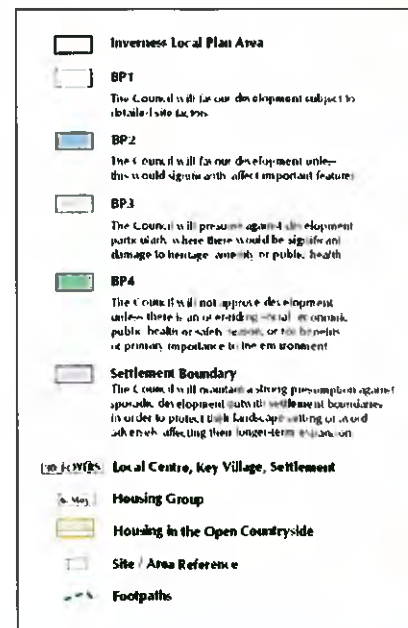 Inverness Local Plan Area
BP1
The Council will favour development subject to
detailed site factors
BP2
The Council will favour development unless
this would significantly affect important features
BP3
The Council will presume against development
particularly where there would be significant
damage to heritage amenity or public health
BP4
The Council will not approve development
unless there is an overriding social economic
public health or safety reason, or for benefits
of primary importance to the environment
Settlement Boundary
The Council will maintain a strong presumption against
sporadic development outwith settlement boundaries
in order to protect their landscape setting or avoid
adversely affecting their longer-term expansion
FOYERS Local Centre, Key Village, Settlement
Housing Group
Housing in the Open Countryside
Site / Area Reference
Footpaths